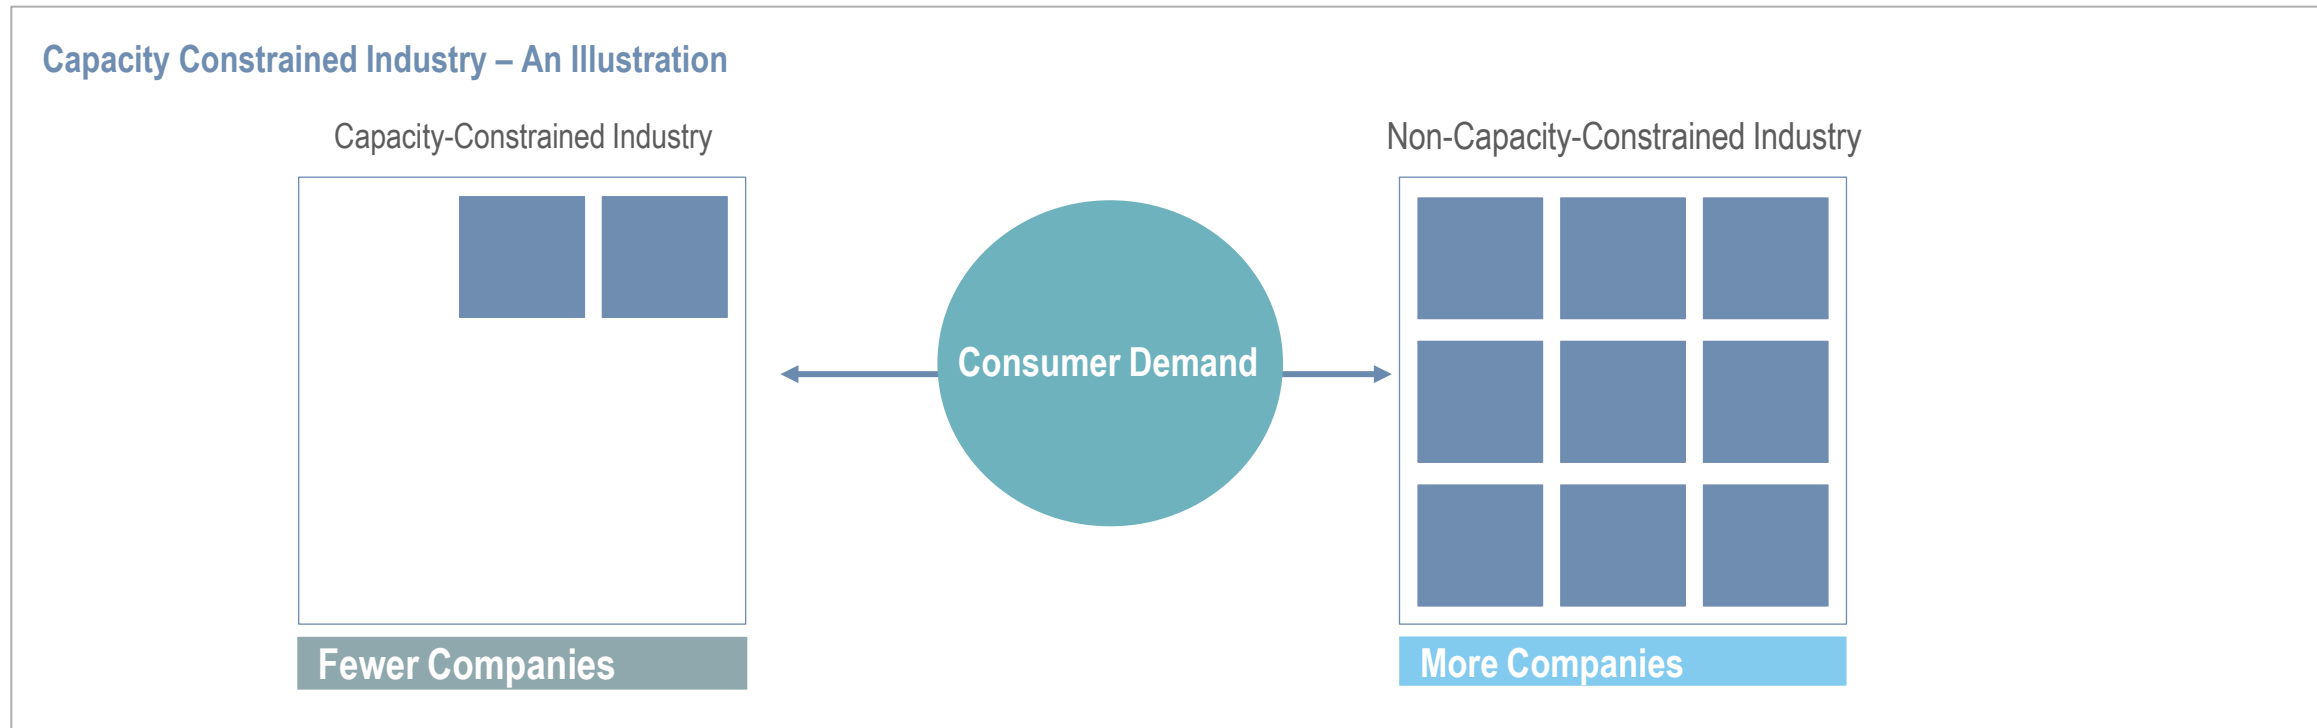 Capacity Constrained Industry – An Illustration
Capacity-Constrained Industry
Non-Capacity-Constrained Industry
Consumer Demand
Fewer Companies
More Companies